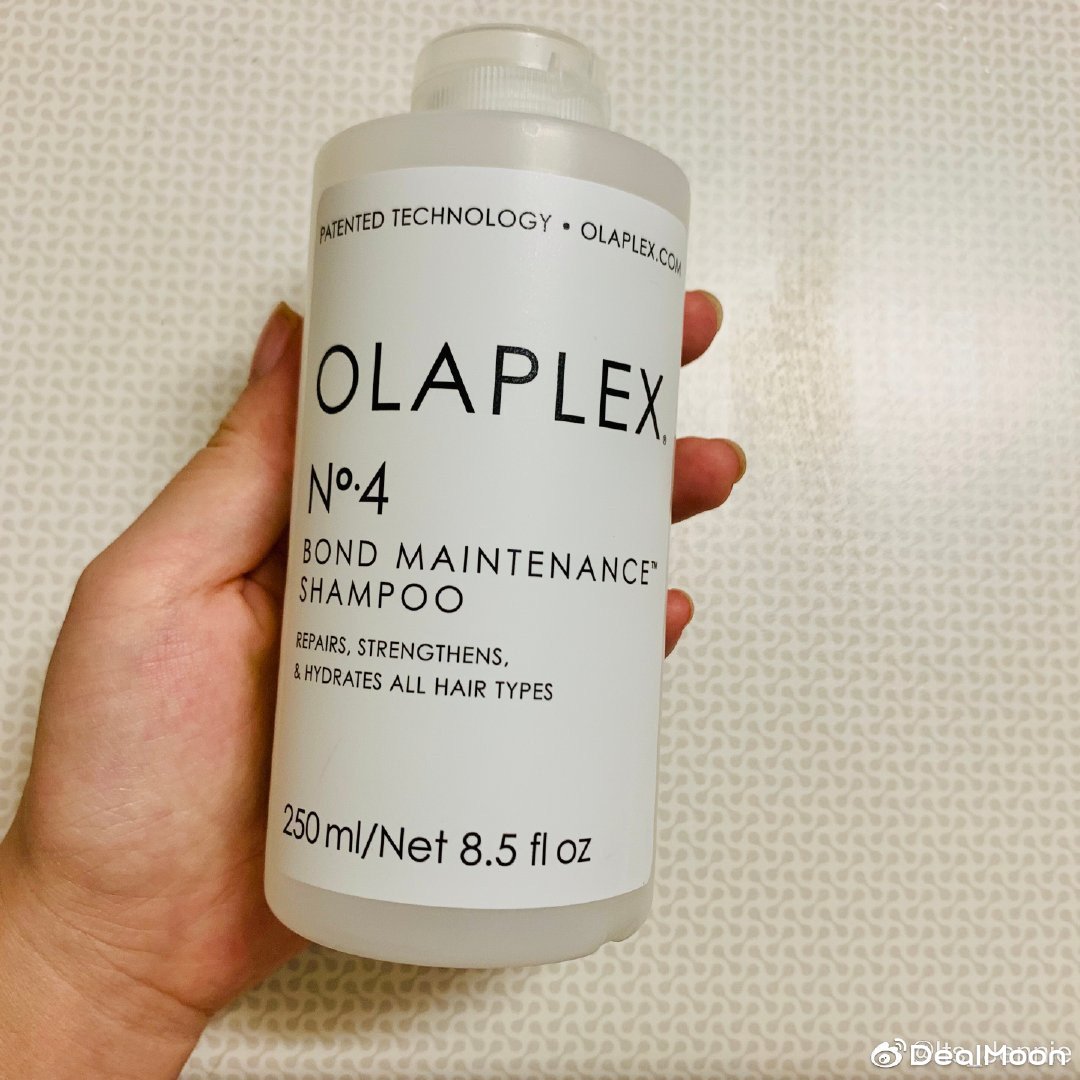 PATENTED TECHNOLOGY • OLAPLEX.COM
OLAPLEX®
Nº.4
BOND MAINTENANCE™
SHAMPOO
REPAIRS, STRENGTHENS,
& HYDRATES ALL HAIR TYPES
250 ml/Net 8.5 fl oz
DealMoon